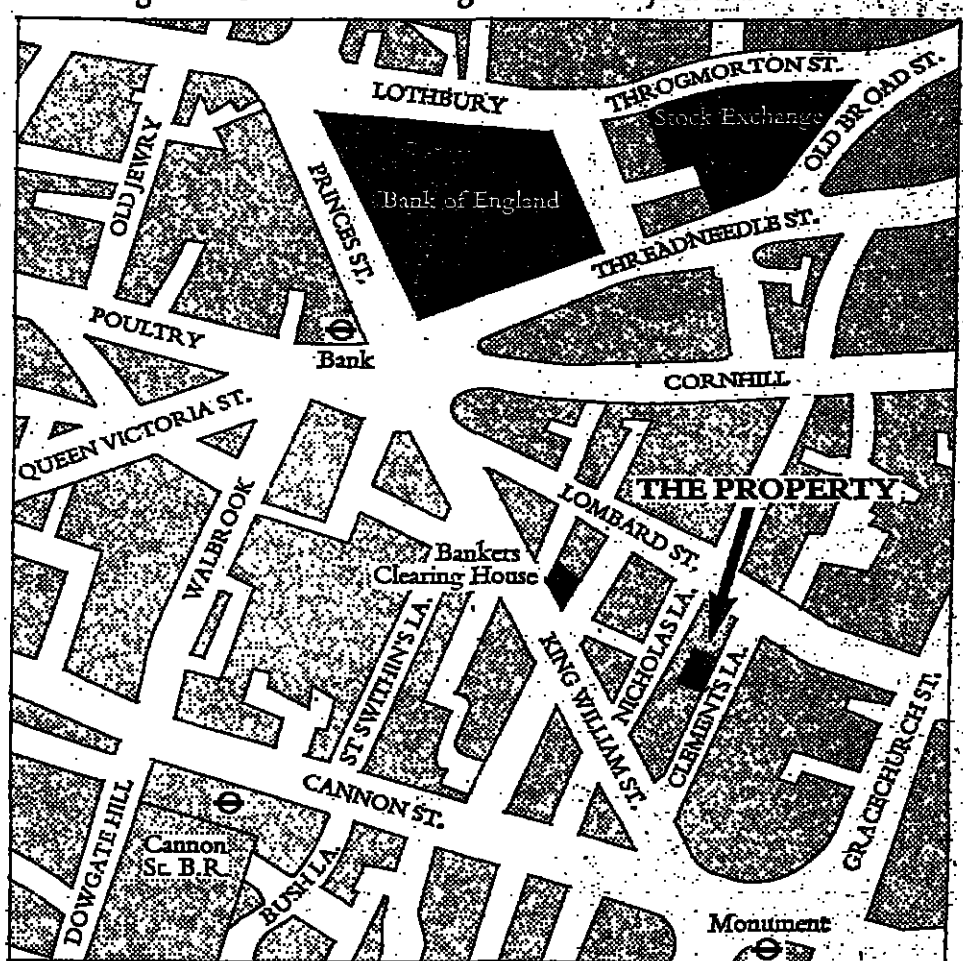 LOTHBURY
THROGMORTON ST.
OLD BROAD ST.
Stock Exchange
OLD JEWRY
PRINCES ST.
Bank of England
THREADNEEDLE ST.
POULTRY
Bank
CORNHILL
QUEEN VICTORIA ST.
WALBROOK
LOMBARD ST.
THE PROPERTY
Bankers
Clearing House
ST SWITHIN'S LA.
KING WILLIAM ST.
NICHOLAS LA.
CLEMENTS LA.
GRACECHURCH ST.
CANNON ST.
DOWGATE HILL
Cannon
St. B.R.
BUSH LA.
Monument